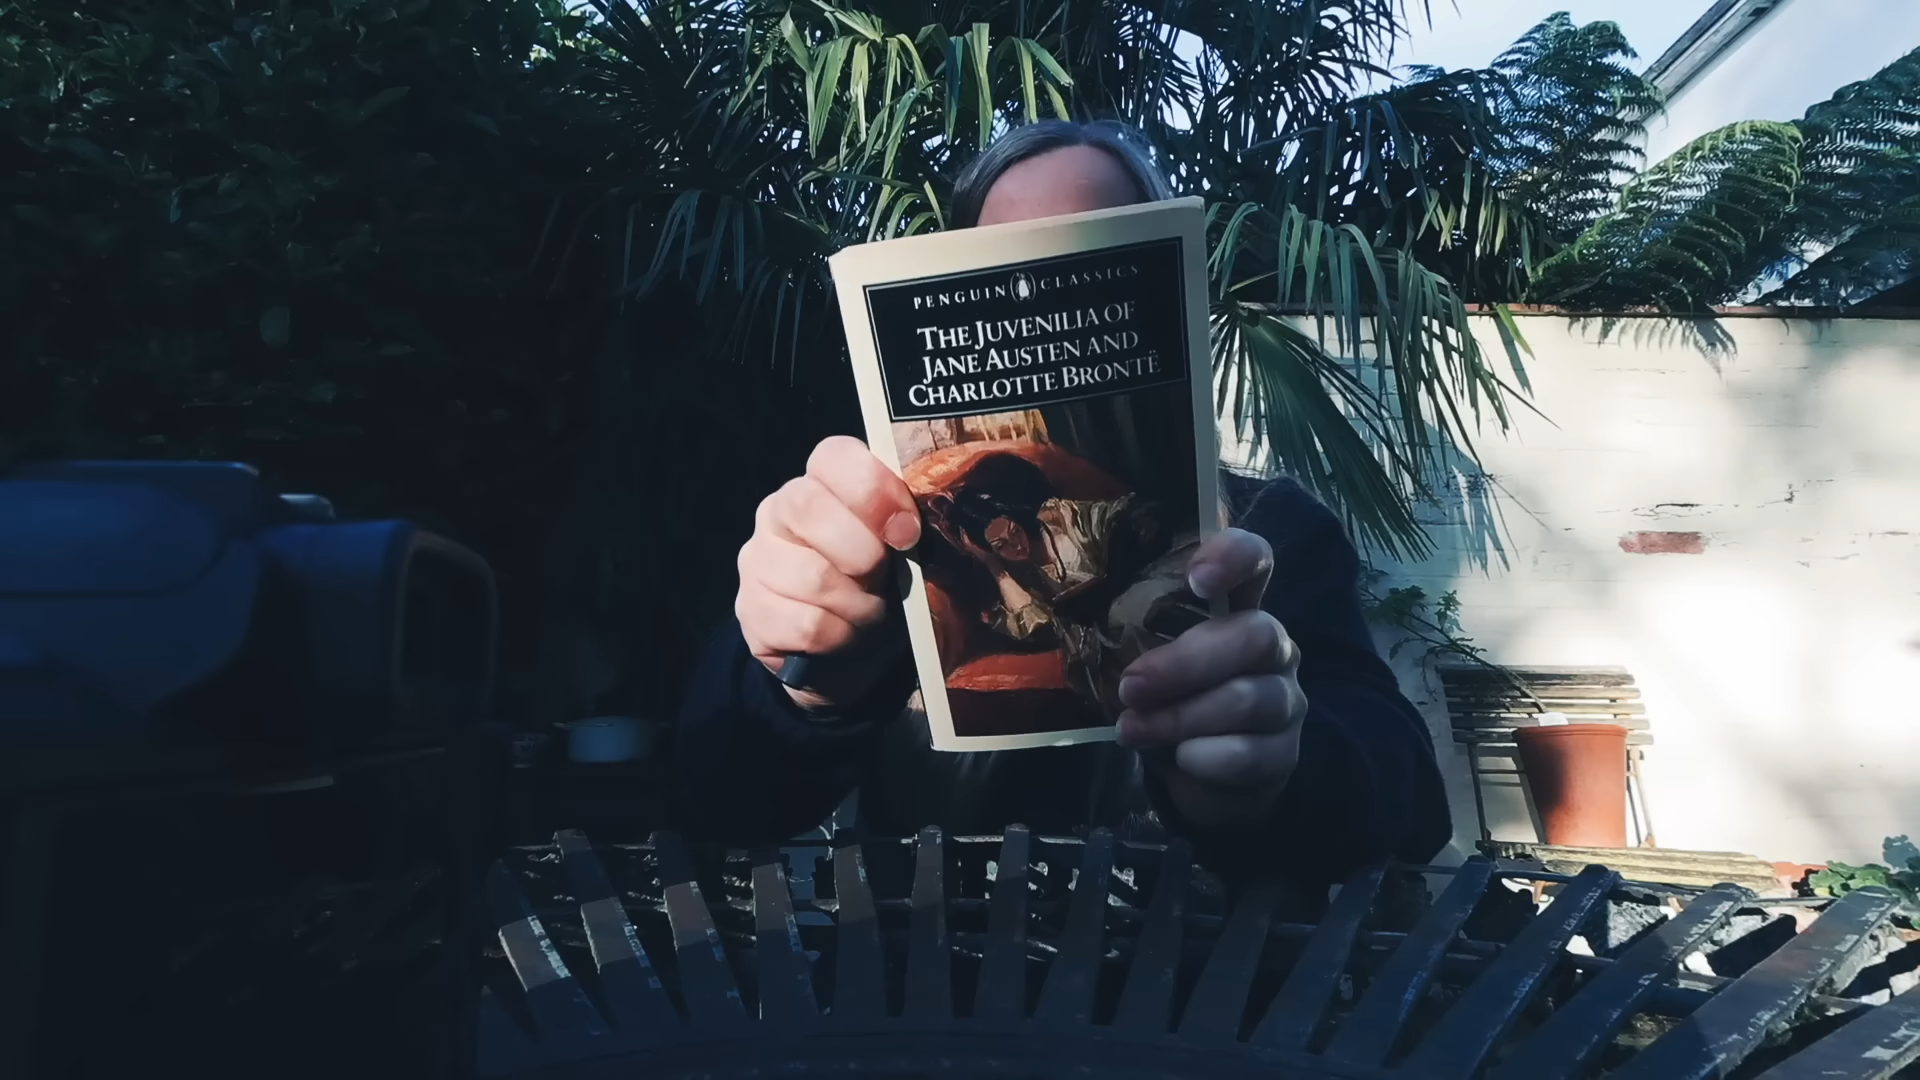 PENGUIN CLASSICS
THE JUVENILIA OF
JANE AUSTEN AND
CHARLOTTE BRONTË